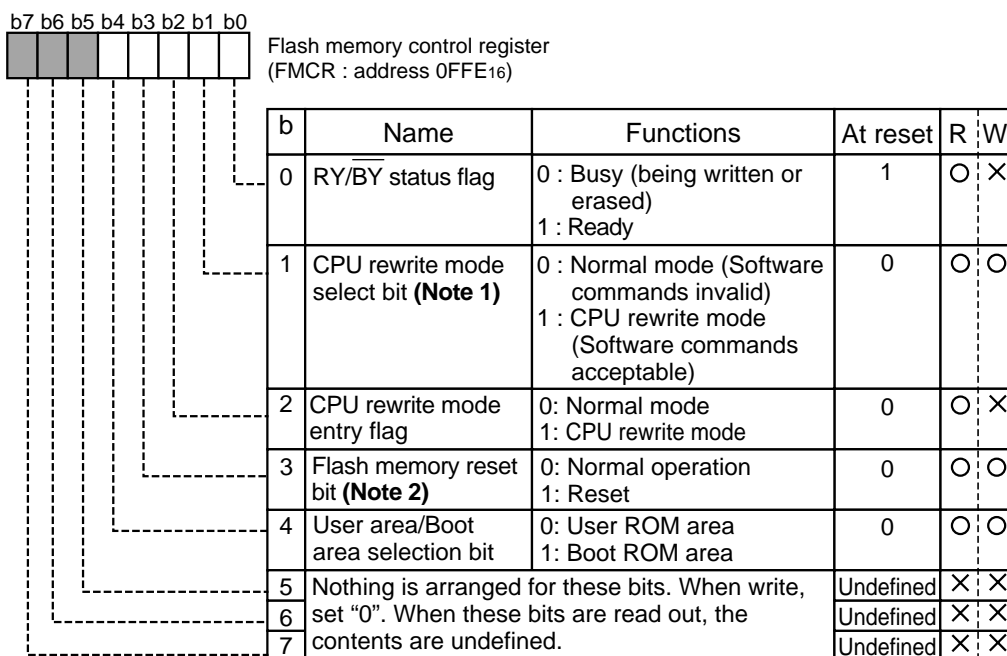 b7 b6 b5 b4 b3 b2 b1 b0
Flash memory control register
(FMCR : address 0FFE16)
b Name Functions At reset R W
0 RY/BY status flag 0 : Busy (being written or 1 ○ ×
erased)
1 : Ready
1 CPU rewrite mode 0 : Normal mode (Software 0 ○ ○
select bit (Note 1) commands invalid)
1 : CPU rewrite mode
(Software commands
acceptable)
2 CPU rewrite mode 0: Normal mode 0 ○ ×
entry flag 1: CPU rewrite mode
3 Flash memory reset 0: Normal operation 0 ○ ○
bit (Note 2) 1: Reset
4 User area/Boot 0: User ROM area 0 ○ ○
area selection bit 1: Boot ROM area
5 Nothing is arranged for these bits. When write, Undefined × ×
6 set “0”. When these bits are read out, the Undefined × ×
7 contents are undefined. Undefined × ×